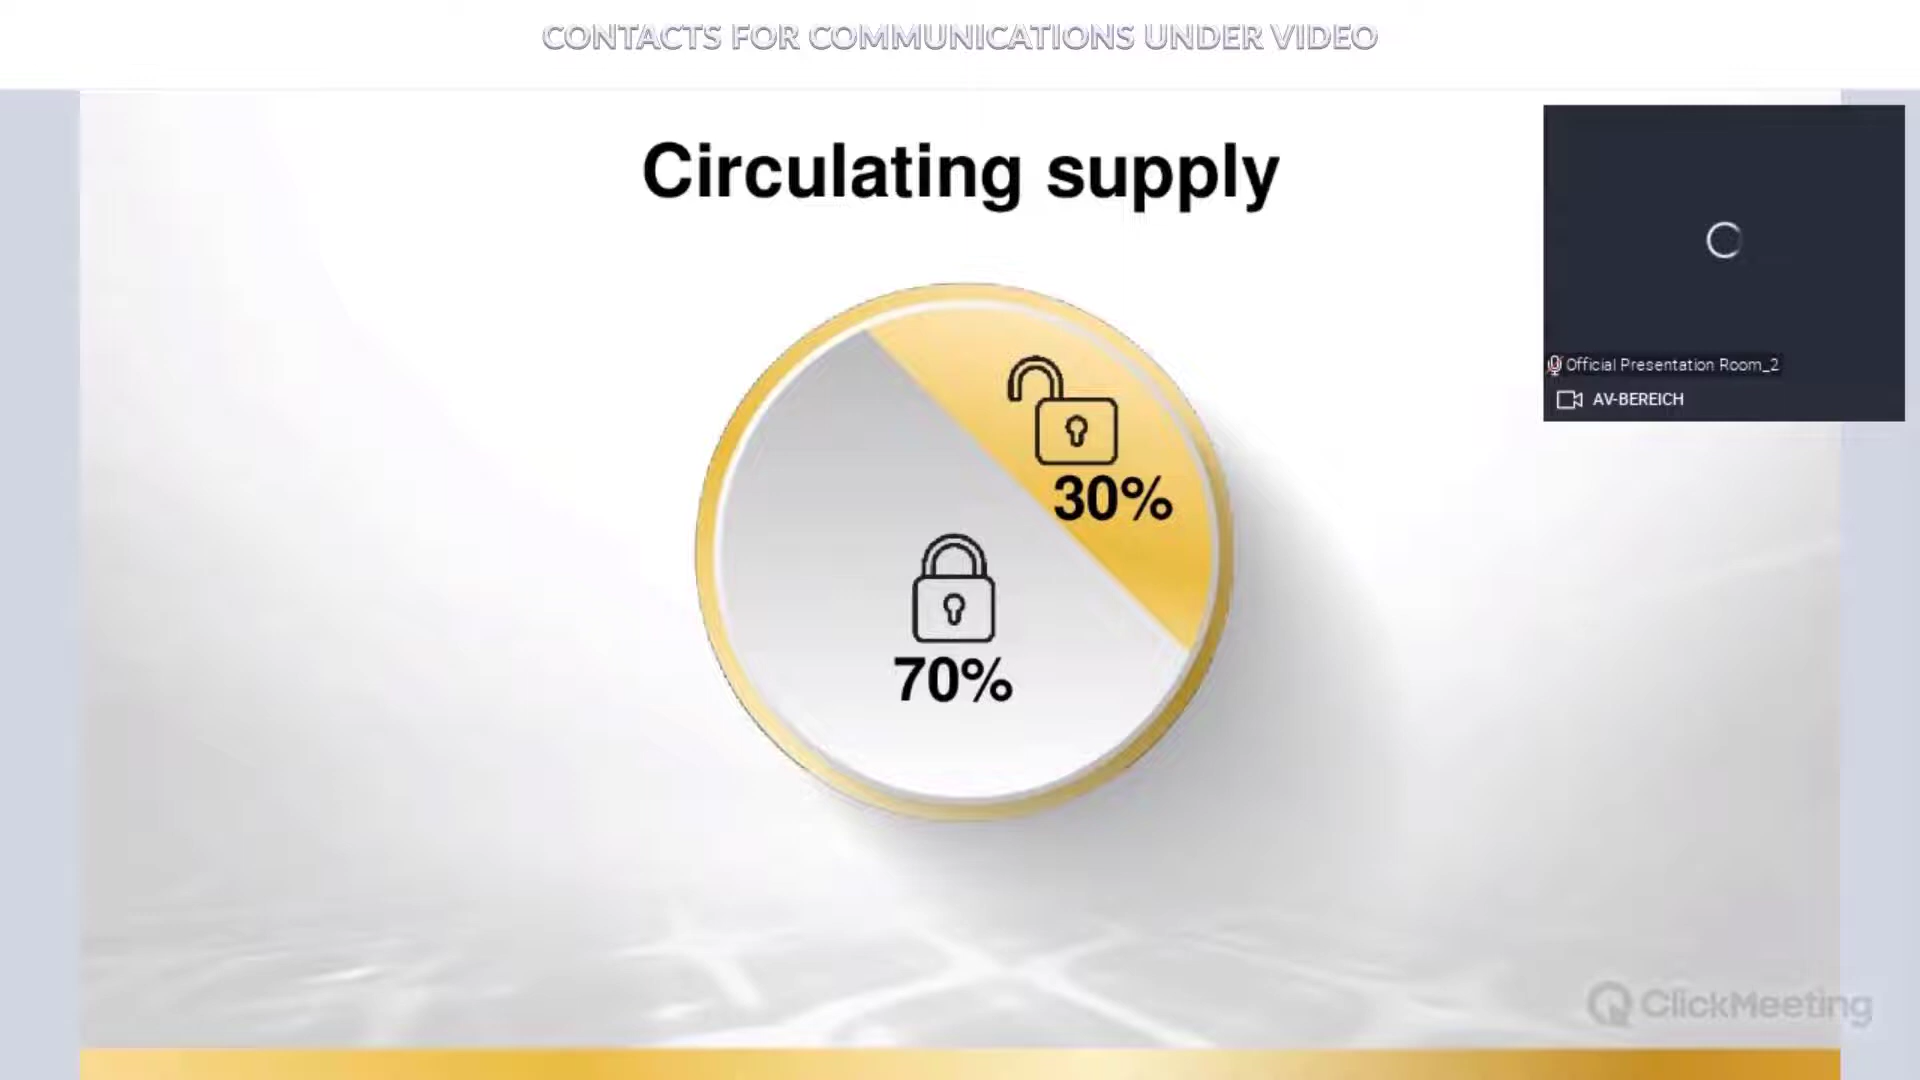 CONTACTS FOR COMMUNICATIONS UNDER VIDEO
Circulating supply
30%
70%
Official Presentation Room_2
AV-BEREICH
ClickMeeting